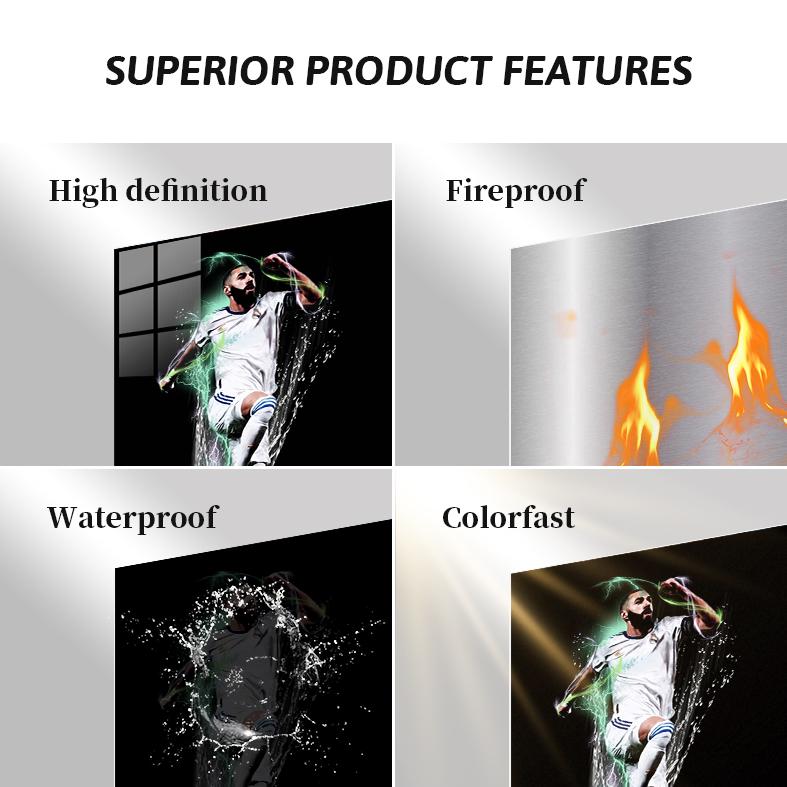 SUPERIOR PRODUCT FEATURES
High definition
Fireproof
Waterproof
Colorfast